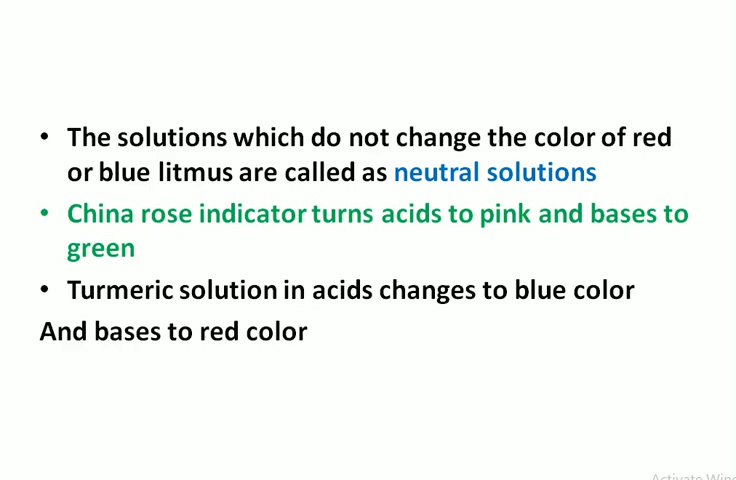 • The solutions which do not change the color of red
or blue litmus are called as neutral solutions
• China rose indicator turns acids to pink and bases to
green
• Turmeric solution in acids changes to blue color
And bases to red color
Activate Wind